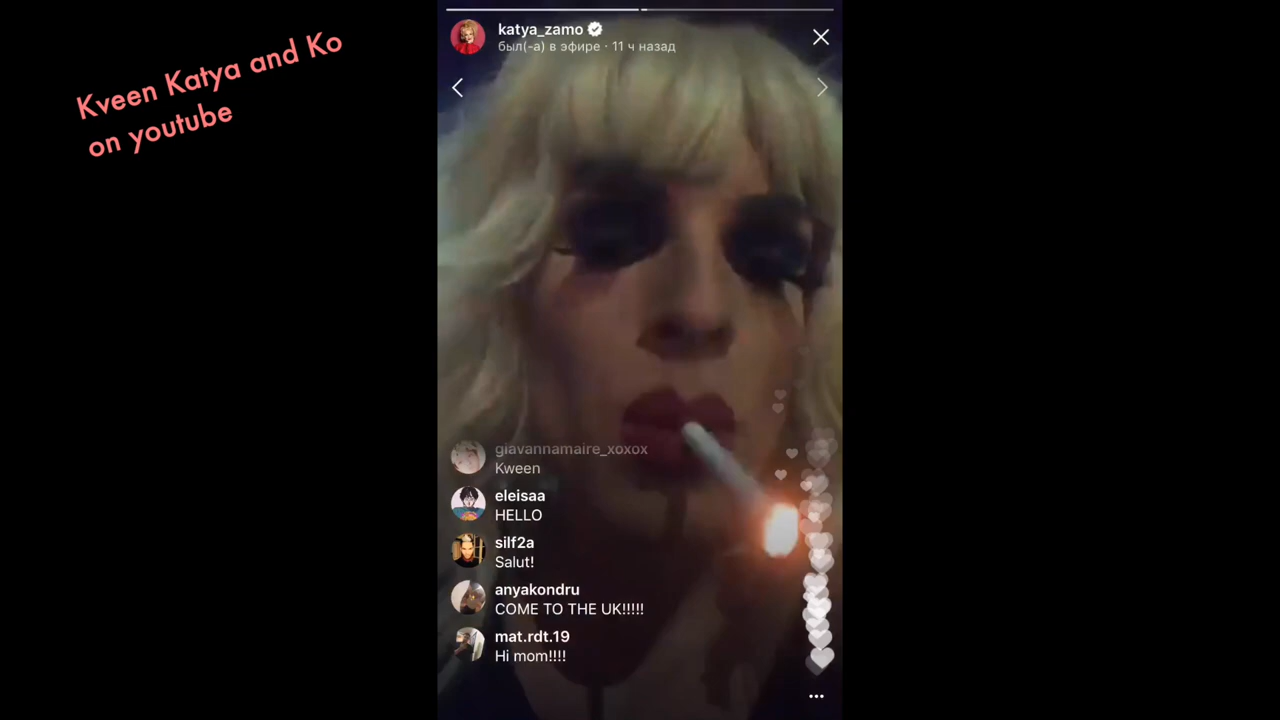 Kveen Katya and Ko
on youtube
katya_zamo
был(-а) в эфире · 11 ч назад
giavannamaire_xoxox
Kween
eleisaa
HELLO
silf2a
Salut!
anyakondru
COME TO THE UK!!!!!
mat.rdt.19
Hi mom!!!!